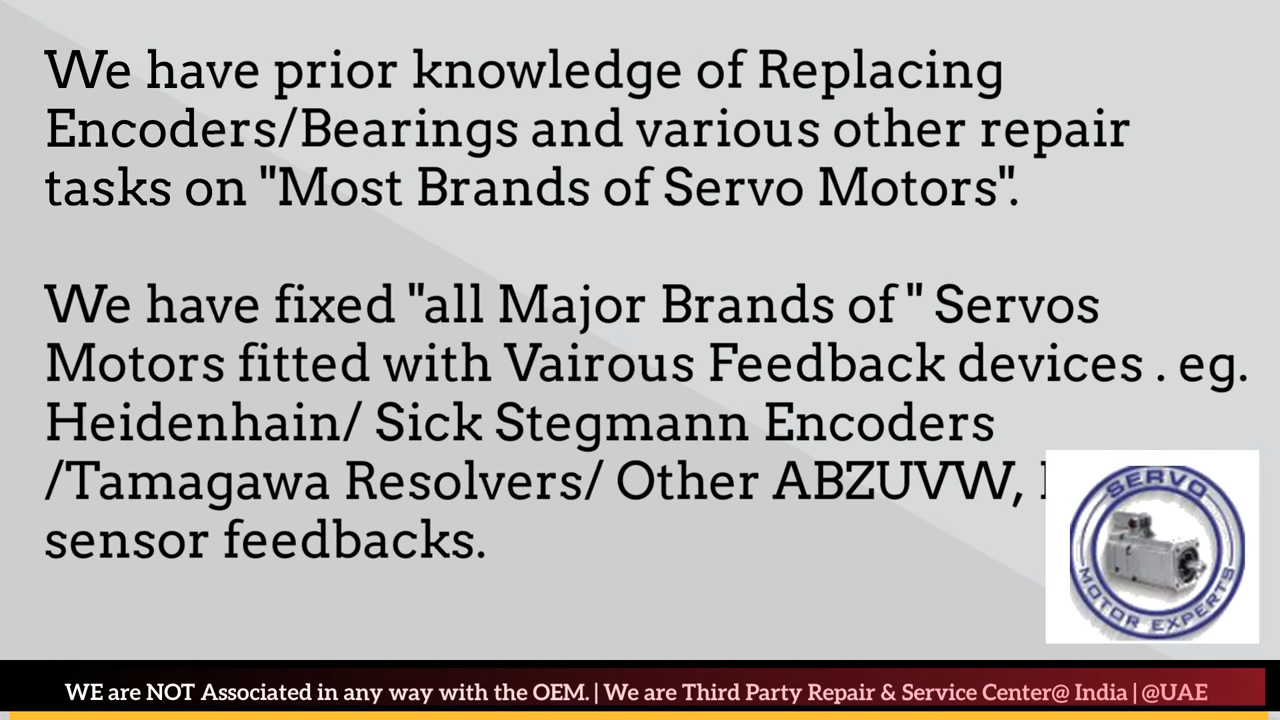 We have prior knowledge of Replacing
Encoders/Bearings and various other repair
tasks on "Most Brands of Servo Motors".
We have fixed "all Major Brands of " Servos
Motors fitted with Vairous Feedback devices . eg.
Heidenhain/ Sick Stegmann Encoders
/Tamagawa Resolvers/ Other ABZUVW,
sensor feedbacks.
SERVO
MOTOR EXPERTS
WE are NOT Associated in any way with the OEM. | We are Third Party Repair & Service Center@ India | @UAE